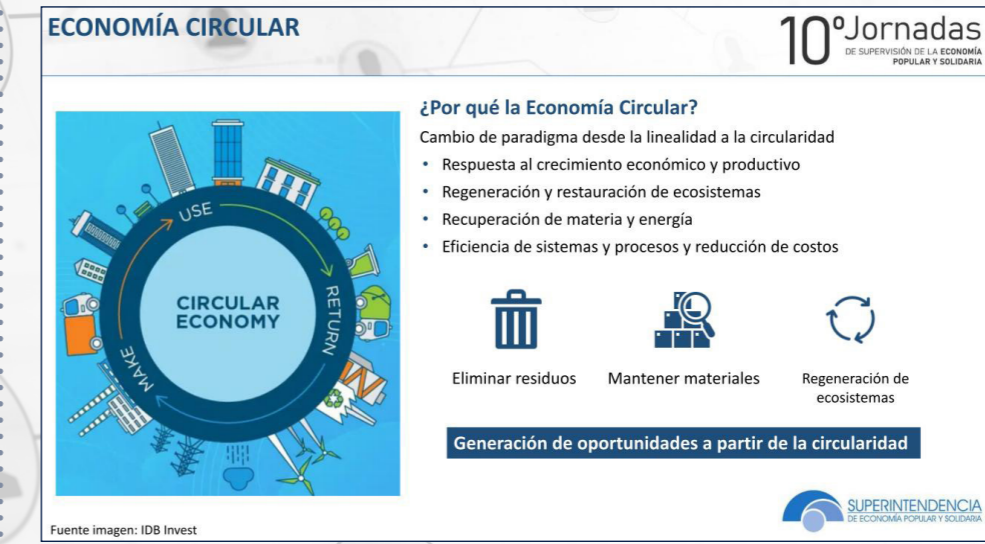 ECONOMÍA CIRCULAR
10º Jornadas
DE SUPERVISIÓN DE LA ECONOMÍA
POPULAR Y SOLIDARIA
¿Por qué la Economía Circular?
Cambio de paradigma desde la linealidad a la circularidad
• Respuesta al crecimiento económico y productivo
• Regeneración y restauración de ecosistemas
• Recuperación de materia y energía
• Eficiencia de sistemas y procesos y reducción de costos
USE
RETURN
MAKE
CIRCULAR
ECONOMY
Eliminar residuos
Mantener materiales
Regeneración de
ecosistemas
Generación de oportunidades a partir de la circularidad
Fuente imagen: IDB Invest
SUPERINTENDENCIA
DE ECONOMÍA POPULAR Y SOLIDARIA